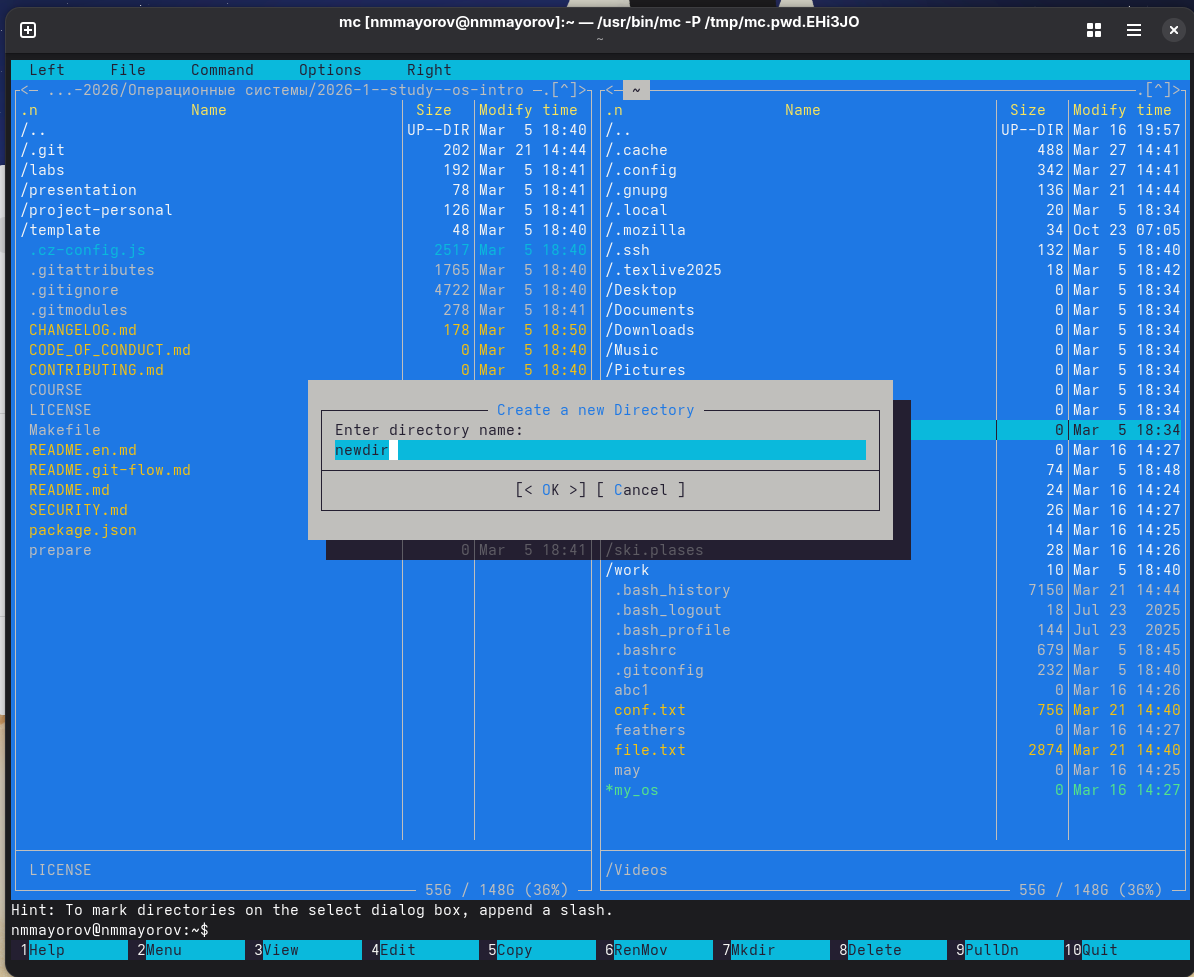 mc [nmmayorov@nmmayorov]:~ — /usr/bin/mc -P /tmp/mc.pwd.EHi3JO
~
Left File Command Options Right
<─ ...-2026/Операционные системы/2026-1--study--os-intro ─.[^]>
.n Name Size Modify time
/.. UP--DIR Mar 5 18:40
/.git 202 Mar 21 14:44
/labs 192 Mar 5 18:41
/presentation 78 Mar 5 18:41
/project-personal 126 Mar 5 18:41
/template 48 Mar 5 18:40
.cz-config.js 2517 Mar 5 18:40
.gitattributes 1765 Mar 5 18:40
.gitignore 4722 Mar 5 18:40
.gitmodules 278 Mar 5 18:41
CHANGELOG.md 178 Mar 5 18:50
CODE_OF_CONDUCT.md 0 Mar 5 18:40
CONTRIBUTING.md 0 Mar 5 18:40
COURSE
LICENSE
Makefile
README.en.md
README.git-flow.md
README.md
SECURITY.md
package.json
prepare 0 Mar 5 18:41
LICENSE
55G / 148G (36%)
<─ ~ .[^]>
.n Name Size Modify time
/.. UP--DIR Mar 16 19:57
/.cache 488 Mar 27 14:41
/.config 342 Mar 27 14:41
/.gnupg 136 Mar 21 14:44
/.local 20 Mar 5 18:34
/.mozilla 34 Oct 23 07:05
/.ssh 132 Mar 5 18:40
/.texlive2025 18 Mar 5 18:42
/Desktop 0 Mar 5 18:34
/Documents 0 Mar 5 18:34
/Downloads 0 Mar 5 18:34
/Music 0 Mar 5 18:34
/Pictures 0 Mar 5 18:34
0 Mar 5 18:34
0 Mar 5 18:34
0 Mar 5 18:34
0 Mar 16 14:27
74 Mar 5 18:48
24 Mar 16 14:24
26 Mar 16 14:27
14 Mar 16 14:25
/ski.plases 28 Mar 16 14:26
/work 10 Mar 5 18:40
.bash_history 7150 Mar 21 14:44
.bash_logout 18 Jul 23 2025
.bash_profile 144 Jul 23 2025
.bashrc 679 Mar 5 18:45
.gitconfig 232 Mar 5 18:40
abc1 0 Mar 16 14:26
conf.txt 756 Mar 21 14:40
feathers 0 Mar 16 14:27
file.txt 2874 Mar 21 14:40
may 0 Mar 16 14:25
*my_os 0 Mar 16 14:27
/Videos
55G / 148G (36%)
Create a new Directory
Enter directory name:
newdir
[< OK >] [ Cancel ]
Hint: To mark directories on the select dialog box, append a slash.
nmmayorov@nmmayorov:~$
1Help 2Menu 3View 4Edit 5Copy 6RenMov 7Mkdir 8Delete 9PullDn 10Quit